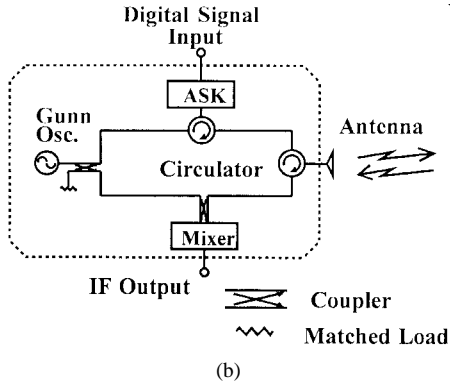 Digital Signal
Input
ASK
Gunn
Osc.
Antenna
Circulator
Mixer
IF Output
Coupler
Matched Load
(b)